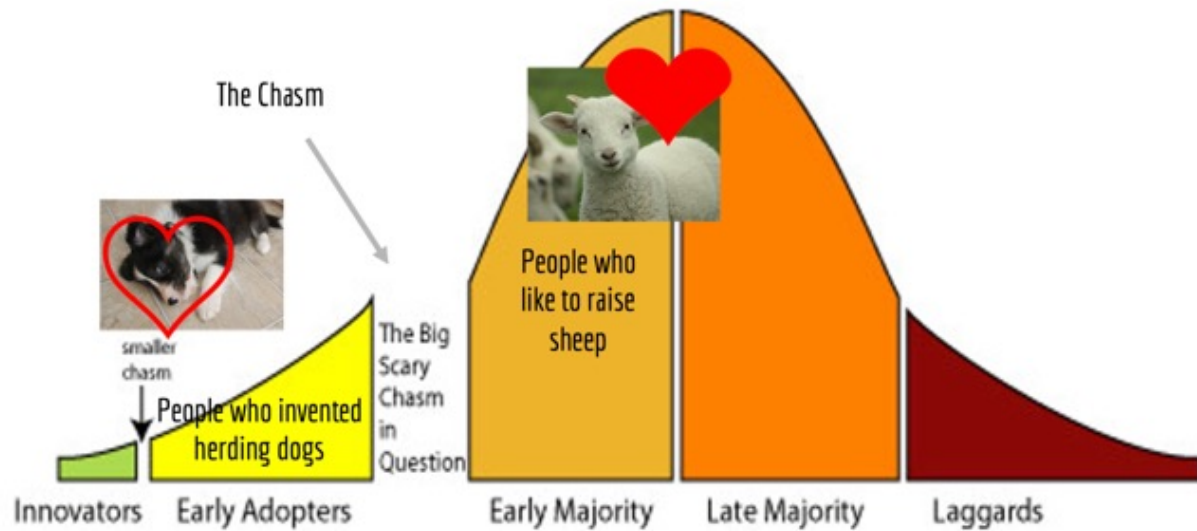 The Chasm
smaller
chasm
People who invented
herding dogs
The Big
Scary
Chasm
in
Question
People who
like to raise
sheep
Innovators
Early Adopters
Early Majority
Late Majority
Laggards